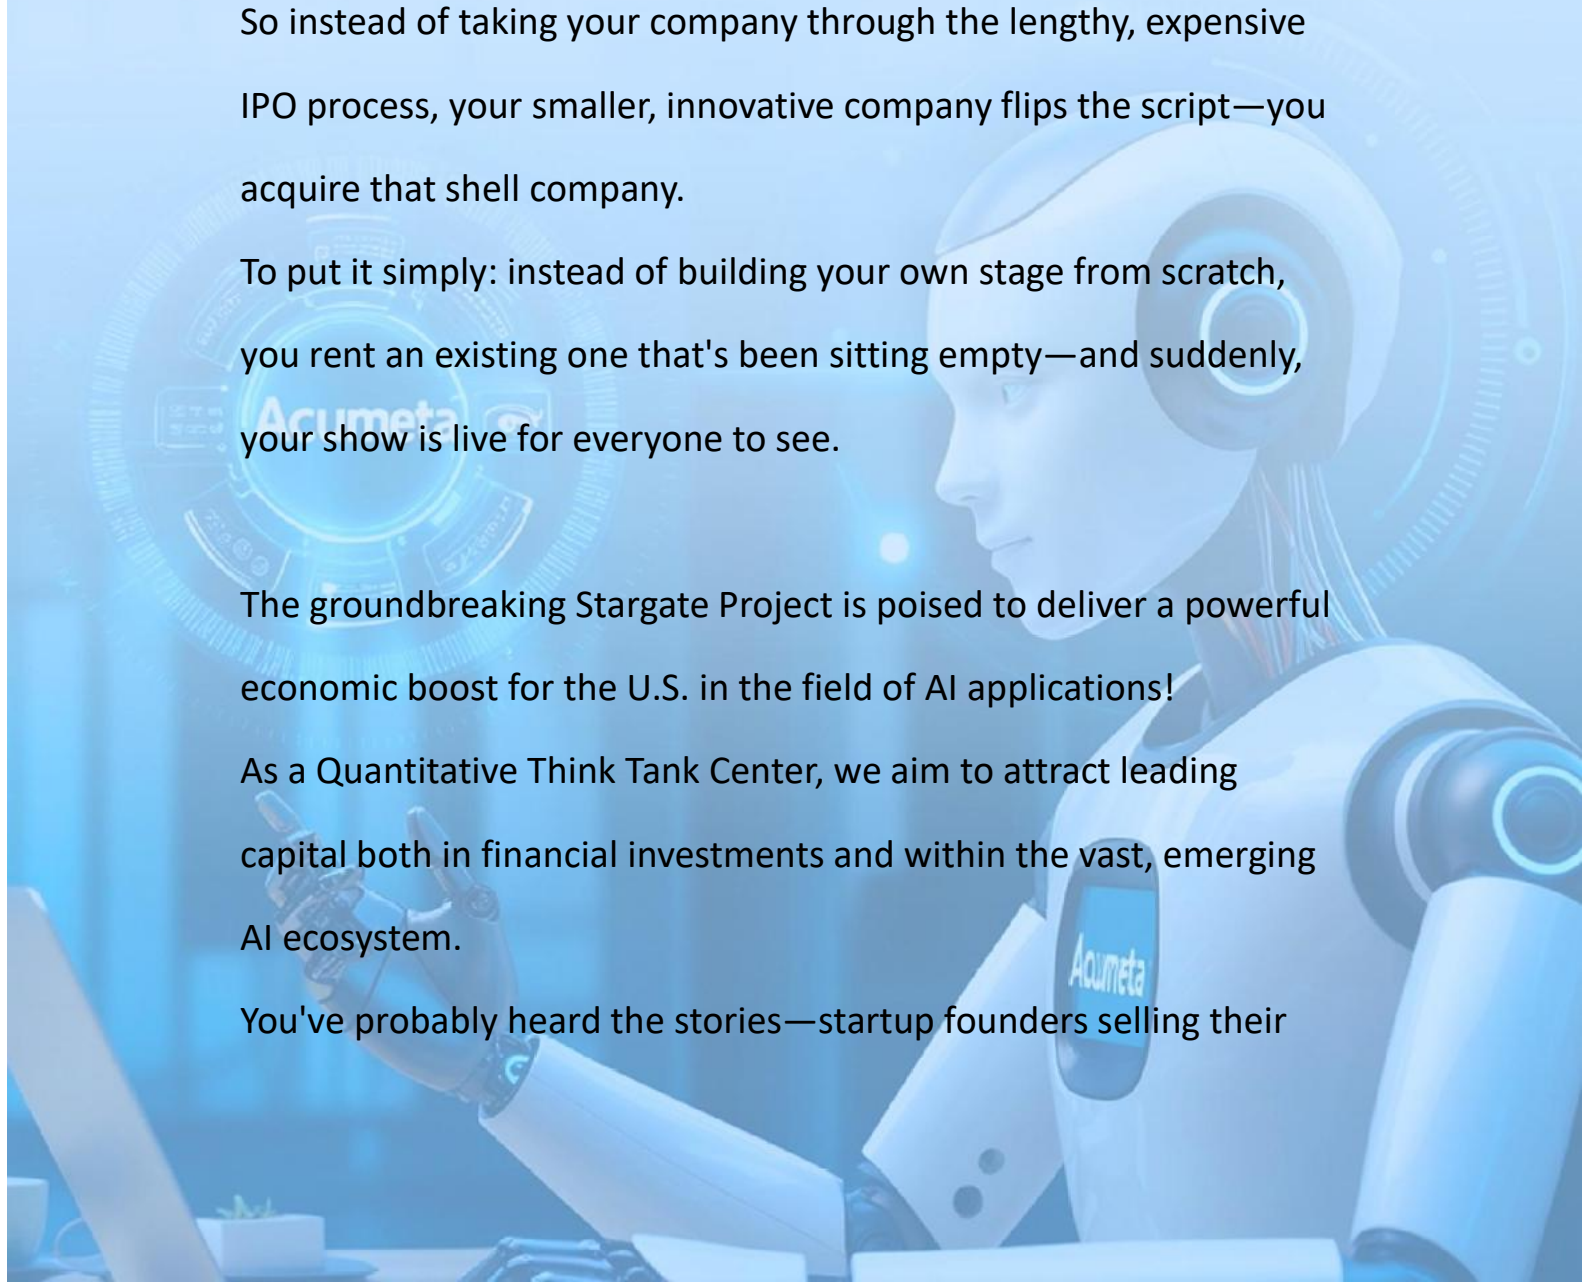 So instead of taking your company through the lengthy, expensive
IPO process, your smaller, innovative company flips the script—you
acquire that shell company.
To put it simply: instead of building your own stage from scratch,
you rent an existing one that's been sitting empty—and suddenly,
Acumeta
your show is live for everyone to see.
The groundbreaking Stargate Project is poised to deliver a powerful
economic boost for the U.S. in the field of AI applications!
As a Quantitative Think Tank Center, we aim to attract leading
capital both in financial investments and within the vast, emerging
AI ecosystem.
Acumeta
You've probably heard the stories—startup founders selling their